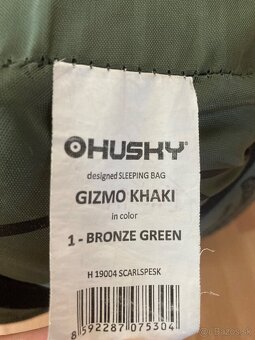 HUSKY
designed SLEEPING BAG
GIZMO KHAKI
in color
1 - BRONZE GREEN
H 19004 SCARLSPESK
8 592287 075304